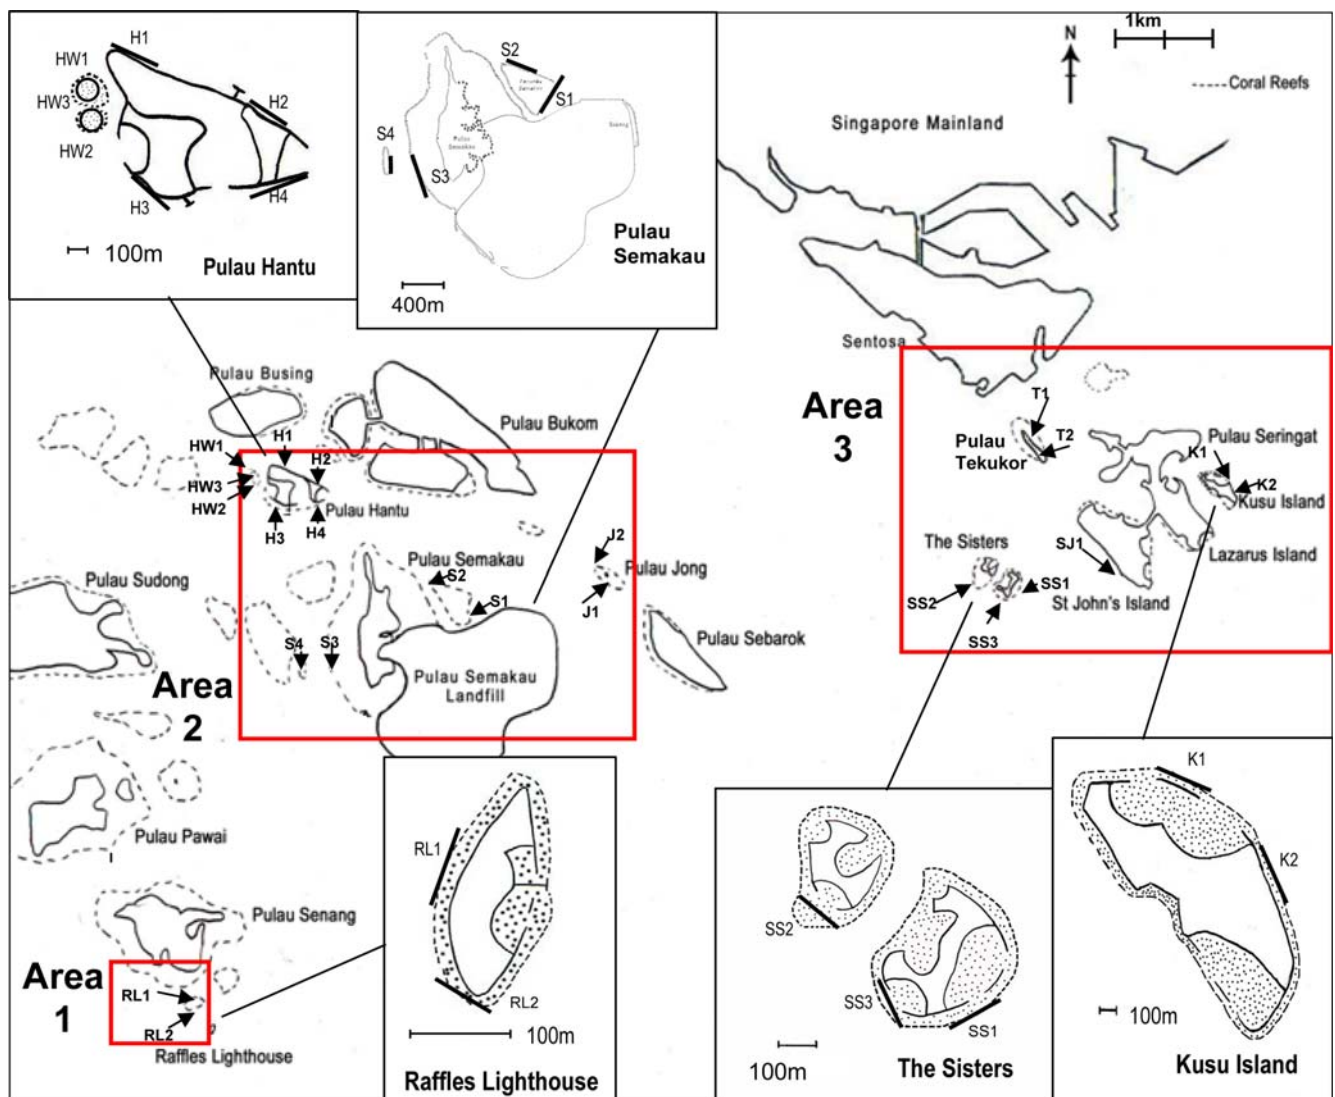 H1
HW1
HW3
HW2
H2
H3
H4
100m
Pulau Hantu
S2
S1
S4
S3
Pulau
Semakau
Pulau
Semakau
400m
1km
N
Coral Reefs
Singapore Mainland
Sentosa
Pulau Busing
Pulau Bukom
HW1
H1
H2
HW3
HW2
H3
H4
Pulau Hantu
Pulau Sudong
Pulau Semakau
S2
S1
S4
S3
J2
Pulau Jong
J1
Pulau Sebarok
Pulau Semakau
Landfill
Area
2
Area
3
T1
Pulau
Tekukor
T2
Pulau Seringat
K1
K2
Kusu Island
Lazarus Island
SJ1
St John's Island
The Sisters
SS2
SS1
SS3
Pulau Pawai
Pulau Senang
Area
1
RL1
RL2
Raffles Lighthouse
RL1
RL2
100m
Raffles Lighthouse
SS2
SS3
SS1
100m
The Sisters
K1
K2
100m
Kusu Island